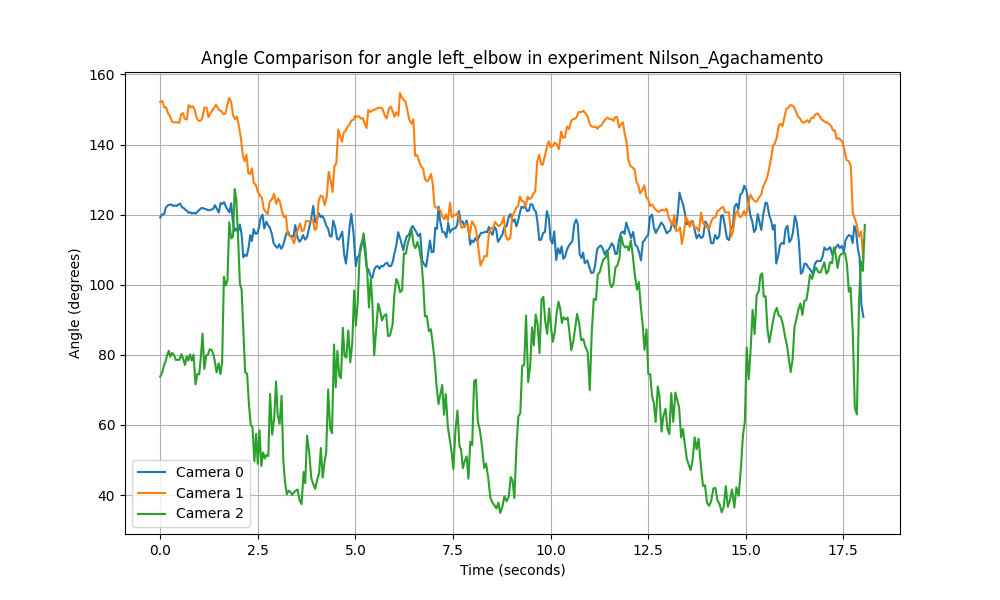 Angle Comparison for angle left_elbow in experiment Nilson_Agachamento
Angle (degrees)
160
140
120
100
80
60
40
Camera 0
Camera 1
Camera 2
0.0 2.5 5.0 7.5 10.0 12.5 15.0 17.5
Time (seconds)